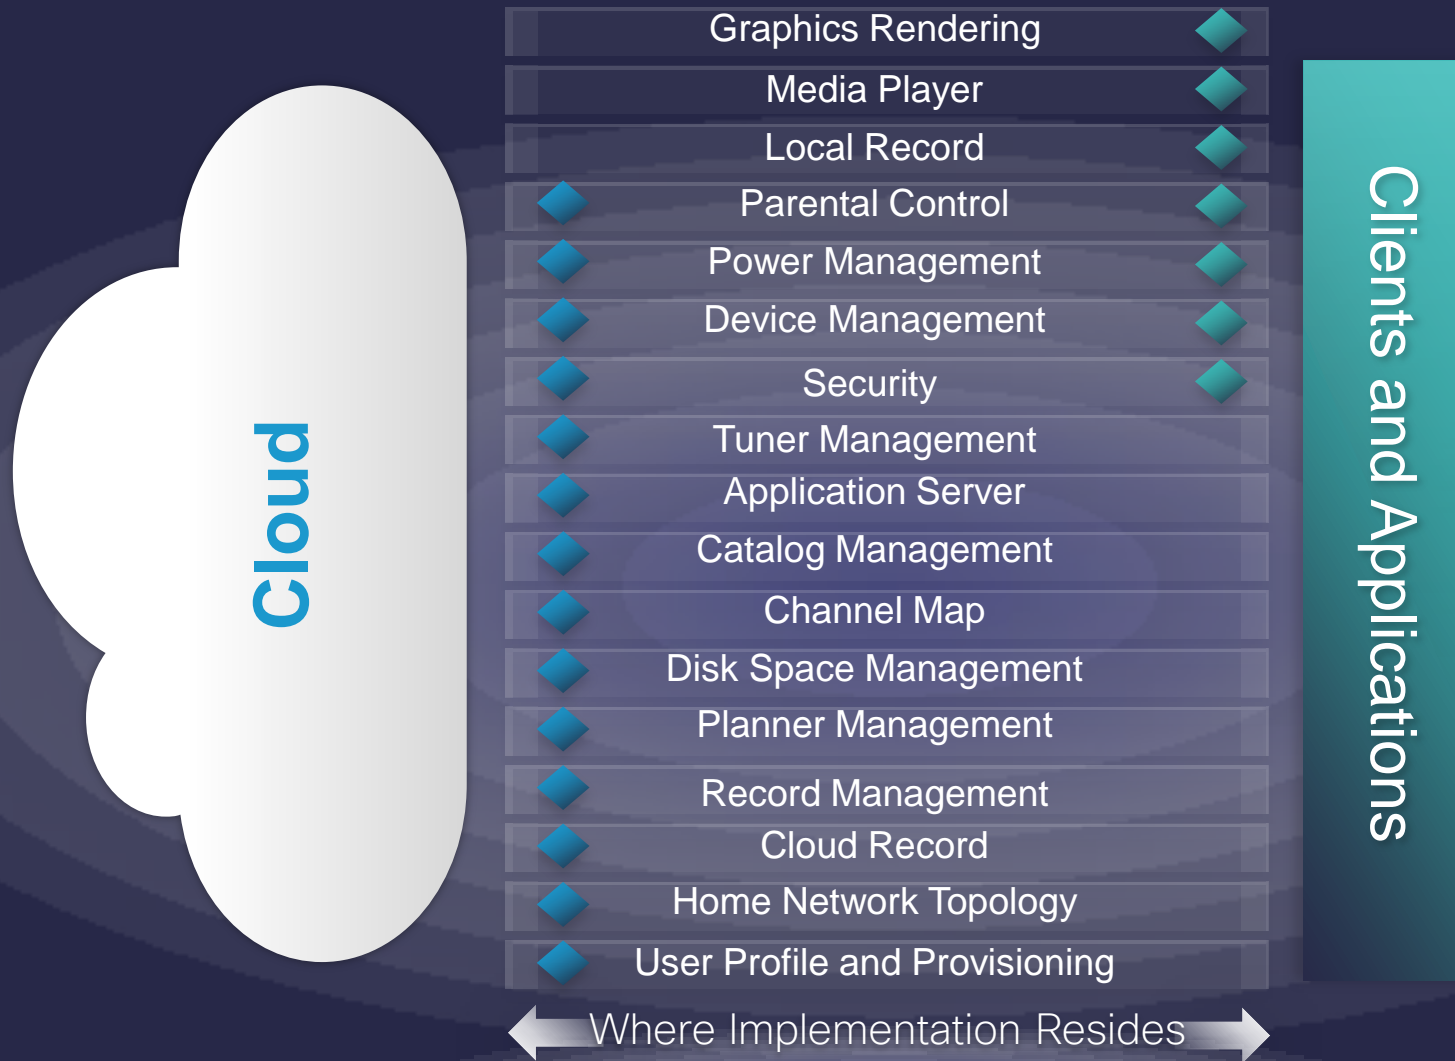 Graphics Rendering
Media Player
Local Record
Parental Control
Power Management
Device Management
Security
Tuner Management
Application Server
Catalog Management
Channel Map
Disk Space Management
Planner Management
Record Management
Cloud Record
Home Network Topology
User Profile and Provisioning
Where Implementation Resides
Cloud
Clients and Applications